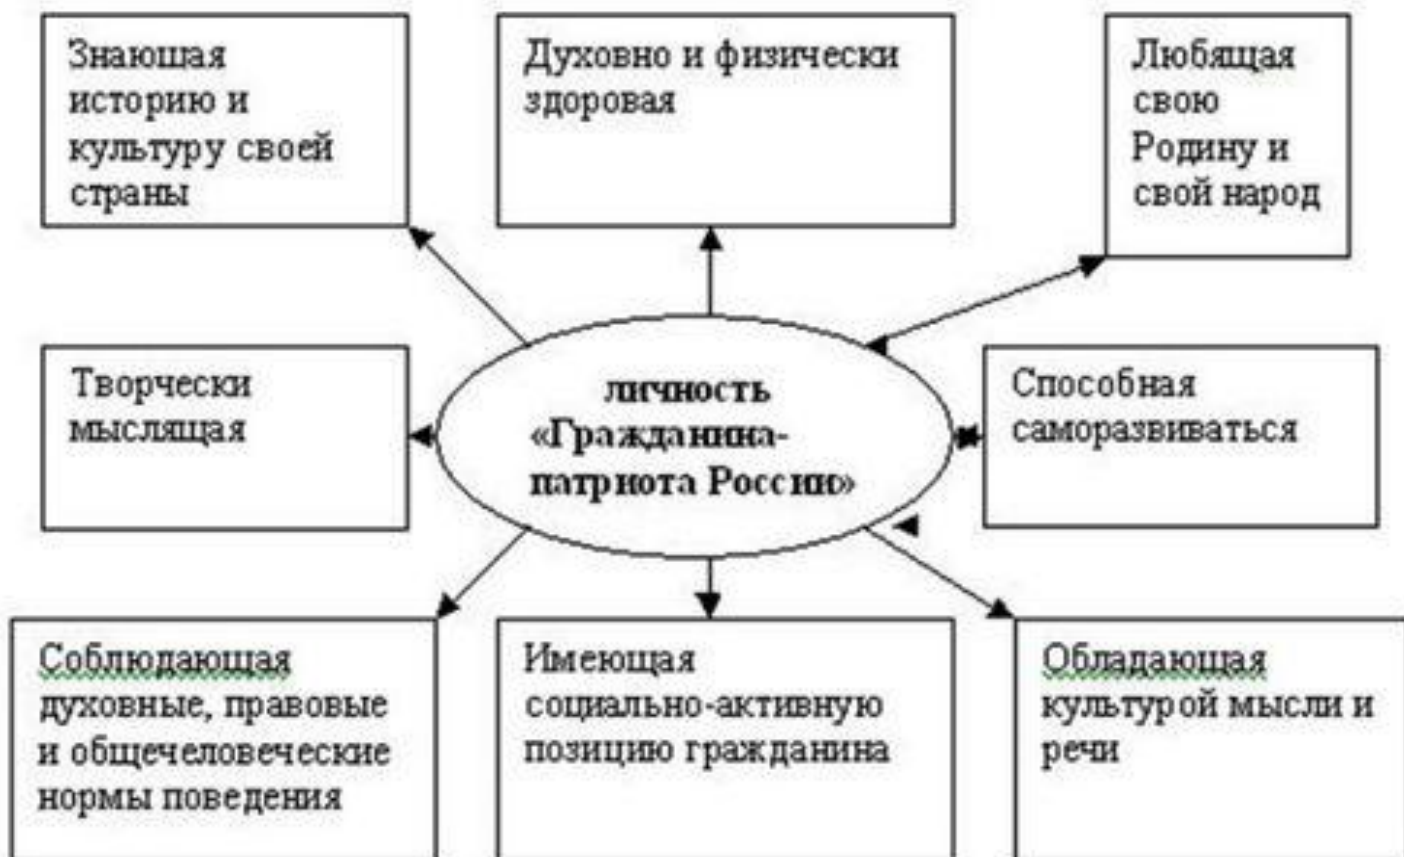 Знаюшая
историю и
культуру своей
страны
Духовно и физически
здоровая
Любящая
свою
Родину и
свой народ
Творчески
мыслящая
личность
«Гражданина-
патриота России»
Способная
саморазвиваться
Соблюдающая
духовные, правовые
и общечеловеческие
нормы поведения
Имеющая
социально-активную
позицию гражданина
Обладающая
культурой мысли и
речи